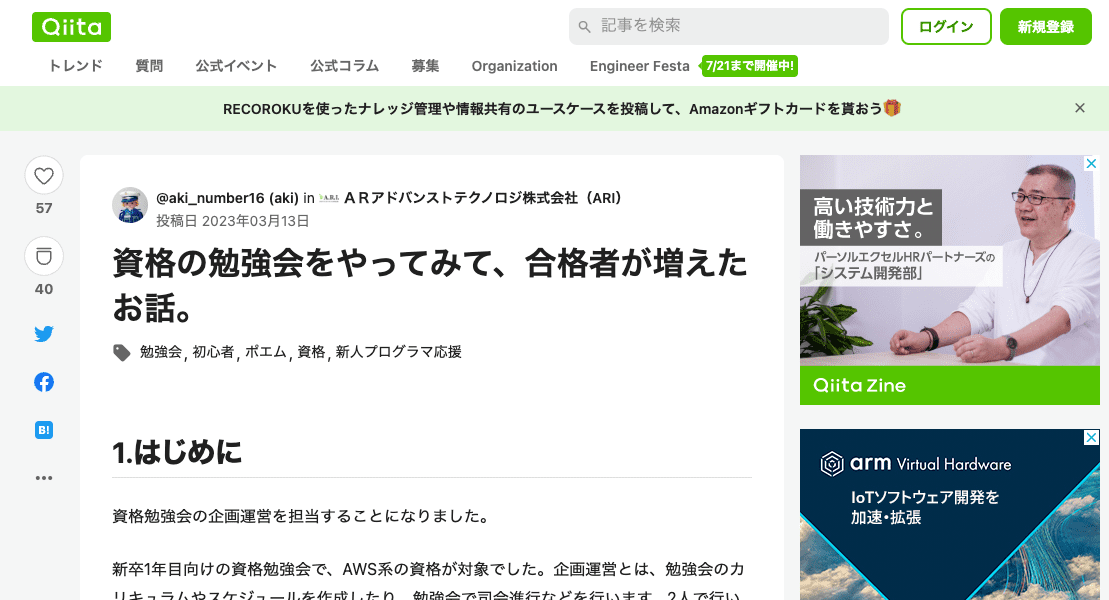 Qiita
記事を検索
ログイン
新規登録
トレンド 質問 公式イベント 公式コラム 募集 Organization Engineer Festa 7/21まで開催中!
RECOROKUを使ったナレッジ管理や情報共有のユースケースを投稿して、Amazonギフトカードを貰おう
57
40
B!
@aki_number16 (aki) in A.R.I. ＡＲアドバンストテクノロジ株式会社（ARI）
投稿日 2023年03月13日
資格の勉強会をやってみて、合格者が増えた
お話。
勉強会, 初心者, ポエム, 資格, 新人プログラマ応援
1.はじめに
資格勉強会の企画運営を担当することになりました。
新卒1年目向けの資格勉強会で、AWS系の資格が対象でした。企画運営とは、勉強会のカ
リキュラムやスケジュールを作成したり、勉強会で司会進行などを行います。2人で行い
高い技術力と
働きやすさ。
パーソルエクセルHRパートナーズの
「システム開発部」
Qiita Zine
arm Virtual Hardware
IoTソフトウェア開発を
加速・拡張